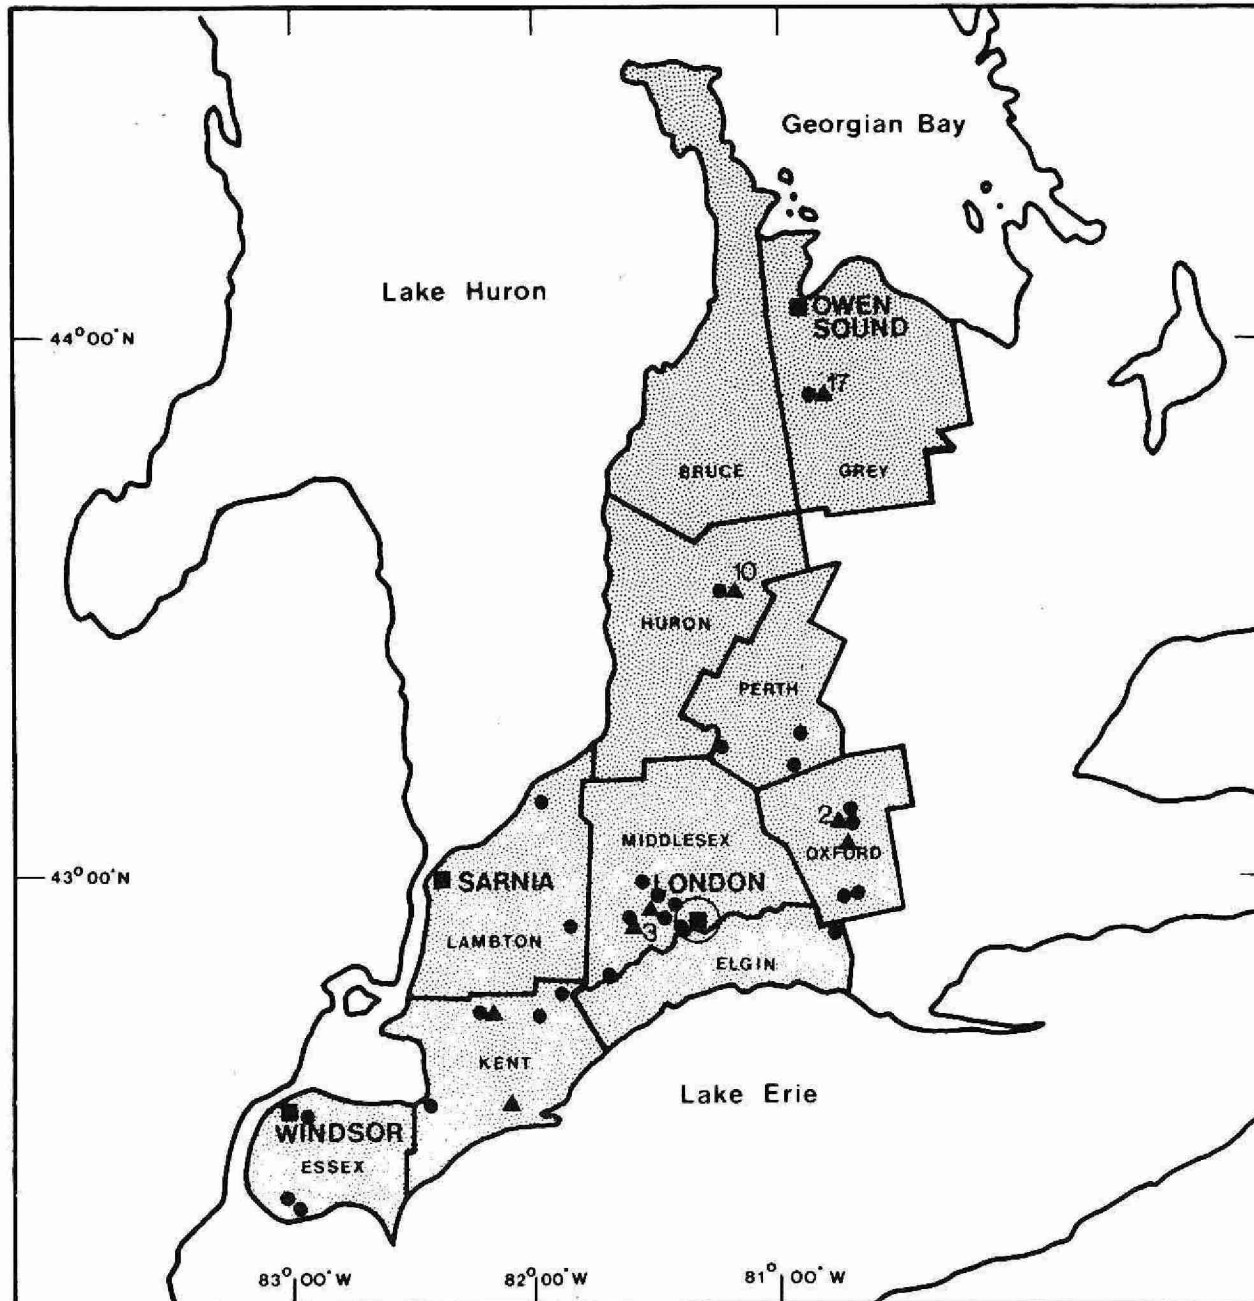 Georgian Bay
Lake Huron
OWEN
SOUND
44°00'N
17
BRUCE
GREY
10
HURON
PERTH
2
MIDDLESEX
OXFORD
43°00'N
SARNIA
LONDON
3
LAMBTON
ELGIN
KENT
Lake Erie
WINDSOR
ESSEX
83°00'W
82°00'W
81°00'W